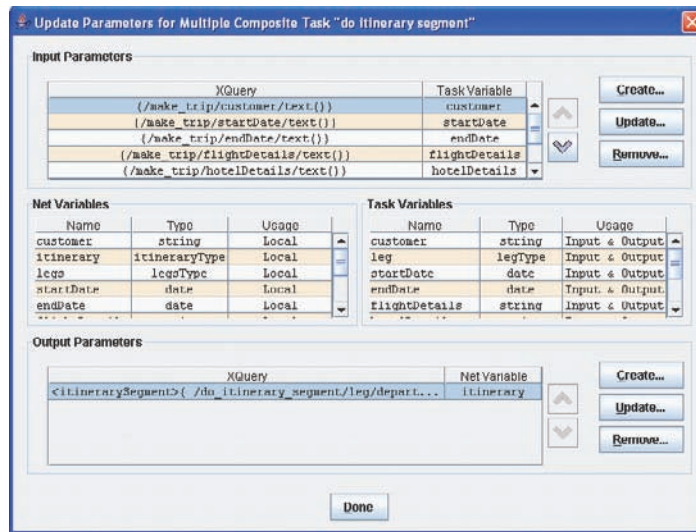 Update Parameters for Multiple Composite Task "do itinerary segment"
Input Parameters
XQuery Task Variable
{/make_trip/customer/text()} customer
{/make_trip/startDate/text()} startDate
{/make_trip/endDate/text()} endDate
{/make_trip/flightDetails/text()} flightDetails
{/make_trip/hotelDetails/text()} hotelDetails
Create...
Update...
Remove...
Net Variables
Name Type Usage
customer string Local
itinerary itineraryType Local
legs legsType Local
startDate date Local
endDate date Local
Task Variables
Name Type Usage
customer string Input & Output
leg legType Input & Output
startDate date Input & Output
endDate date Input & Output
flightDetails string Input & Output
Output Parameters
XQuery Net Variable
<itinerarySegment>{ /do_itinerary_segment/leg/depart... itinerary
Create...
Update...
Remove...
Done